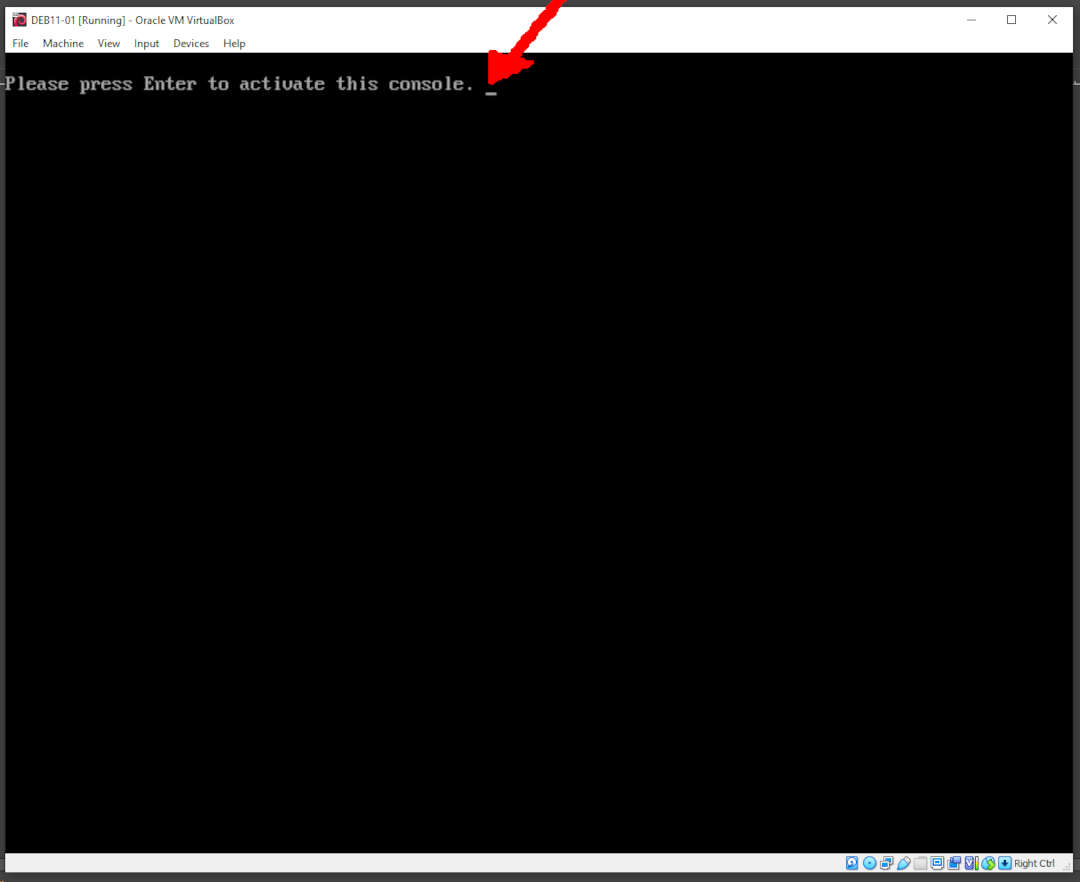 DEB11-01 [Running] - Oracle VM VirtualBox
File Machine View Input Devices Help
Please press Enter to activate this console. _
Right Ctrl